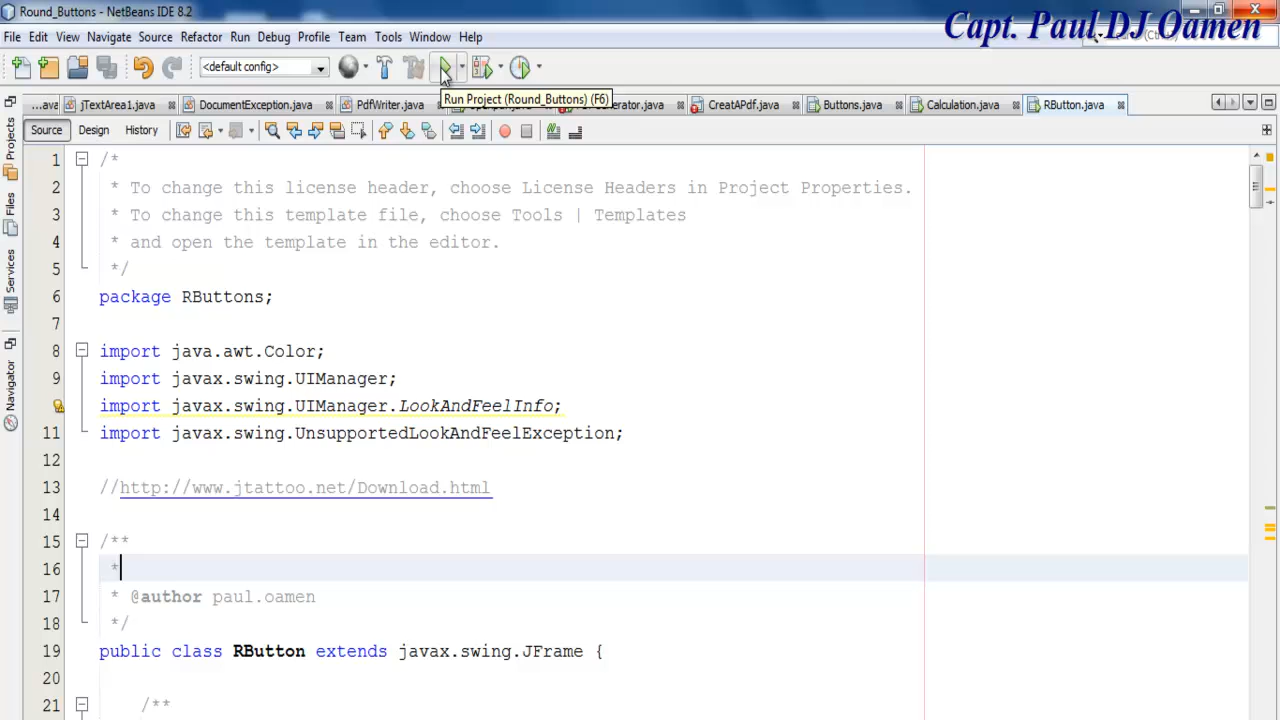 Round_Buttons - NetBeans IDE 8.2
Capt. Paul DJ Oamen
File Edit View Navigate Source Refactor Run Debug Profile Team Tools Window Help
<default config>
Run Project (Round_Buttons) (F6)
...ava jTextArea1.java DocumentException.java PdfWriter.java erator.java CreatAPdf.java Buttons.java Calculation.java RButton.java
Source Design History
Projects
Files
Services
Navigator
1 /*
2 * To change this license header, choose License Headers in Project Properties.
3 * To change this template file, choose Tools | Templates
4 * and open the template in the editor.
5 */
6 package RButtons;
7
8 import java.awt.Color;
9 import javax.swing.UIManager;
import javax.swing.UIManager.LookAndFeelInfo;
11 import javax.swing.UnsupportedLookAndFeelException;
12
13 //http://www.jtattoo.net/Download.html
14
15 /**
16 *
17 * @author paul.oamen
18 */
19 public class RButton extends javax.swing.JFrame {
20
21 /**